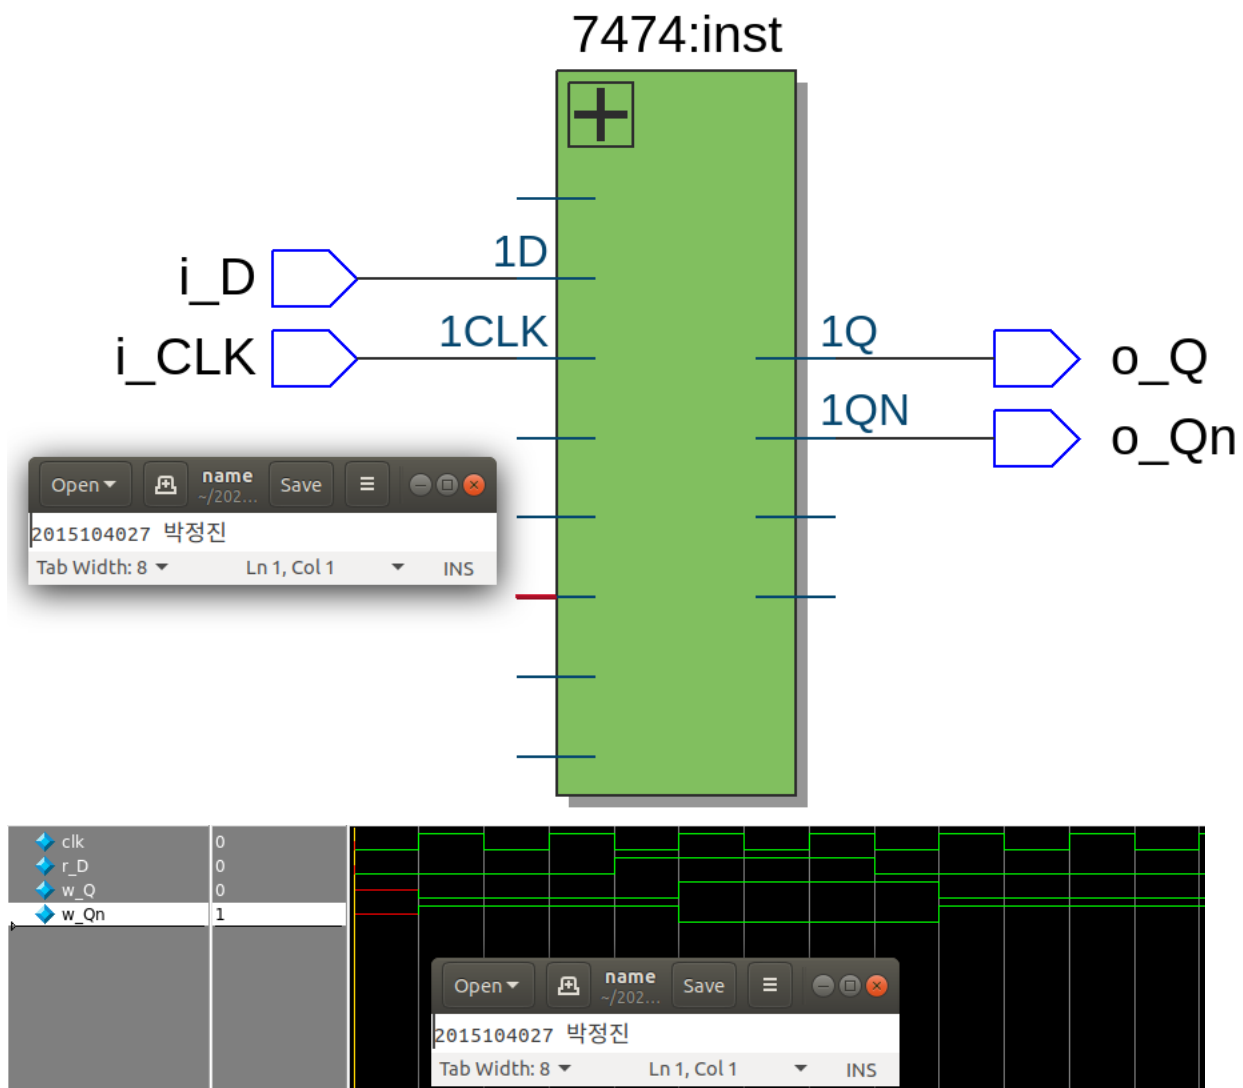 7474:inst
1D
i_D
1CLK
i_CLK
1Q
o_Q
1QN
o_Qn
Open
name
~/202...
Save
2015104027 박정진
Tab Width: 8
Ln 1, Col 1
INS
clk 0
r_D 0
w_Q 0
w_Qn 1
Open
name
~/202...
Save
2015104027 박정진
Tab Width: 8
Ln 1, Col 1
INS